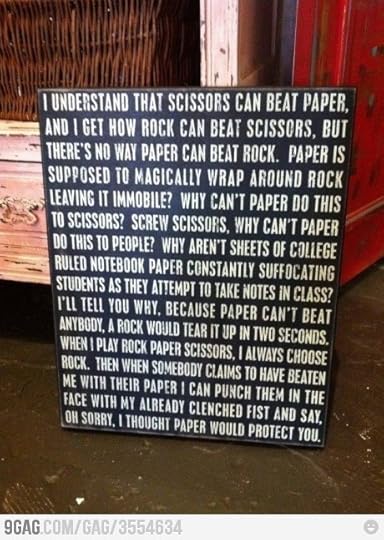 I UNDERSTAND THAT SCISSORS CAN BEAT PAPER,
AND I GET HOW ROCK CAN BEAT SCISSORS, BUT
THERE'S NO WAY PAPER CAN BEAT ROCK. PAPER IS
SUPPOSED TO MAGICALLY WRAP AROUND ROCK
LEAVING IT IMMOBILE? WHY CAN'T PAPER DO THIS
TO SCISSORS? SCREW SCISSORS, WHY CAN'T PAPER
DO THIS TO PEOPLE? WHY AREN'T SHEETS OF COLLEGE
RULED NOTEBOOK PAPER CONSTANTLY SUFFOCATING
STUDENTS AS THEY ATTEMPT TO TAKE NOTES IN CLASS?
I'LL TELL YOU WHY, BECAUSE PAPER CAN'T BEAT
ANYBODY, A ROCK WOULD TEAR IT UP IN TWO SECONDS.
WHEN I PLAY ROCK PAPER SCISSORS, I ALWAYS CHOOSE
ROCK. THEN WHEN SOMEBODY CLAIMS TO HAVE BEATEN
ME WITH THEIR PAPER I CAN PUNCH THEM IN THE
FACE WITH MY ALREADY CLENCHED FIST AND SAY,
OH SORRY, I THOUGHT PAPER WOULD PROTECT YOU.
9GAG.COM/GAG/3554634